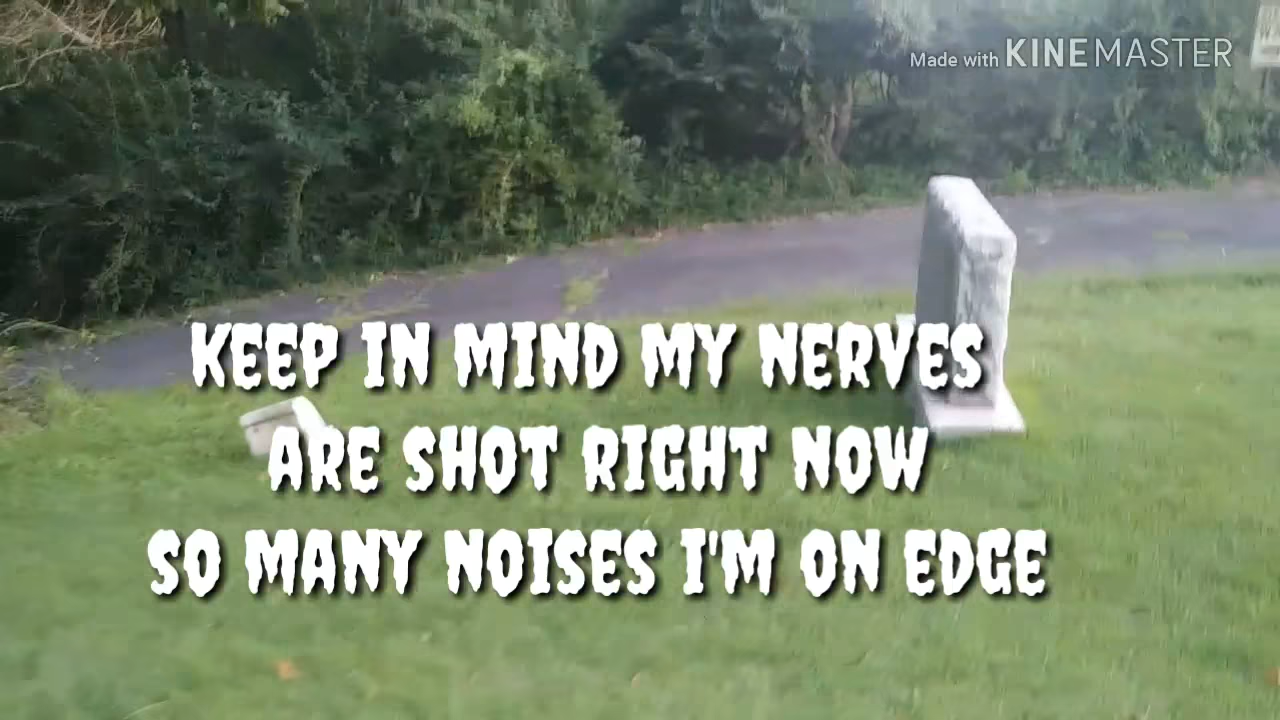 Made with KINEMASTER
KEEP IN MIND MY NERVES
ARE SHOT RIGHT NOW
SO MANY NOISES I'M ON EDGE